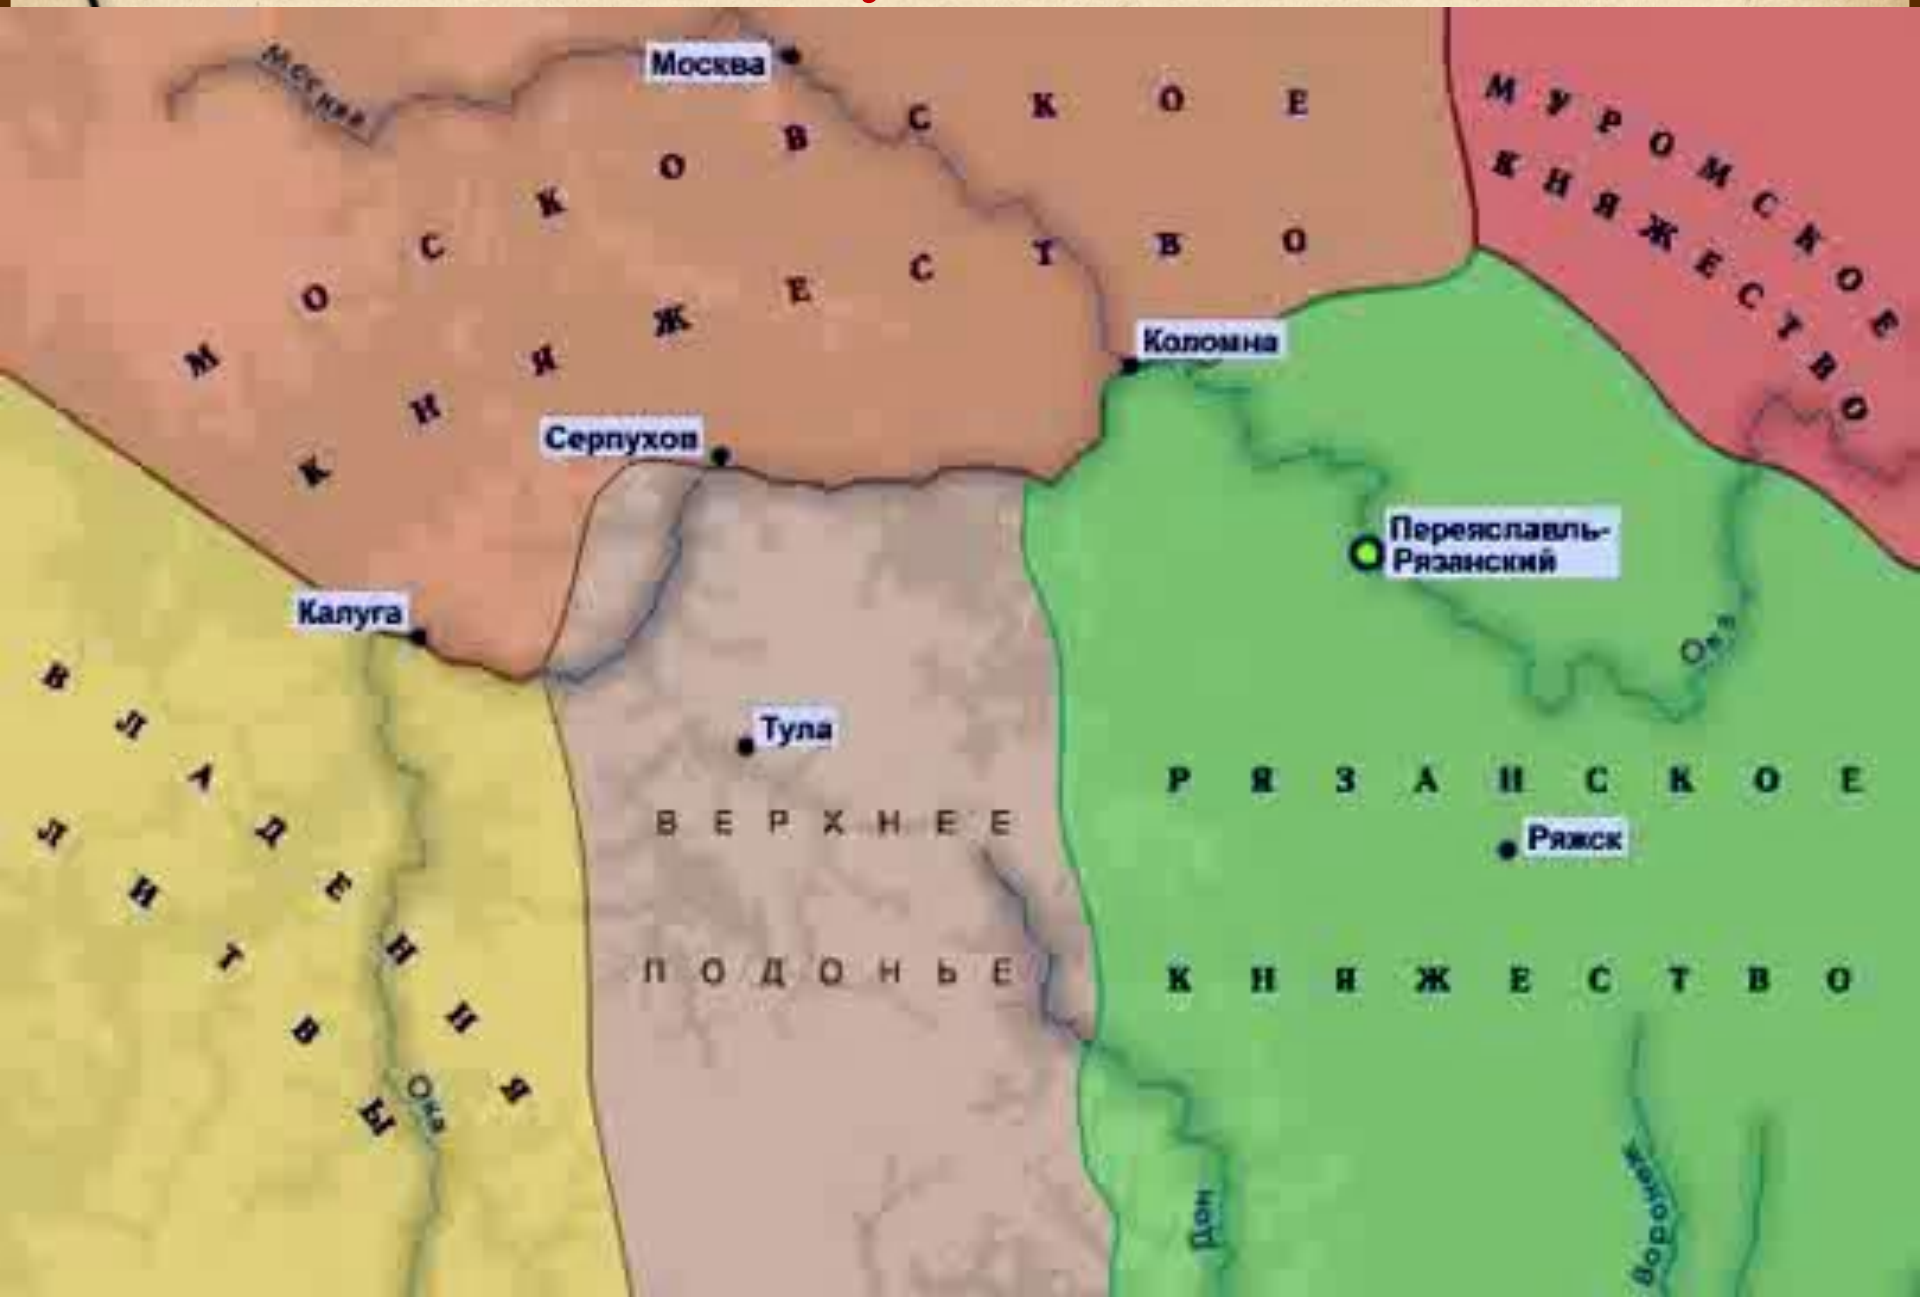 Москва
Москва
МОСКОВСКОЕ
КНЯЖЕСТВО
МУРОМСКОЕ
КНЯЖЕСТВО
Коломна
Серпухов
Переяславль-
Рязанский
Калуга
Ока
Тула
ВЛАДЕНИЯ
ЛИТВЫ
ВЕРХНЕЕ
ПОДОНЬЕ
РЯЗАНСКОЕ
Ряжск
КНЯЖЕСТВО
Ока
Дон
Воронеж